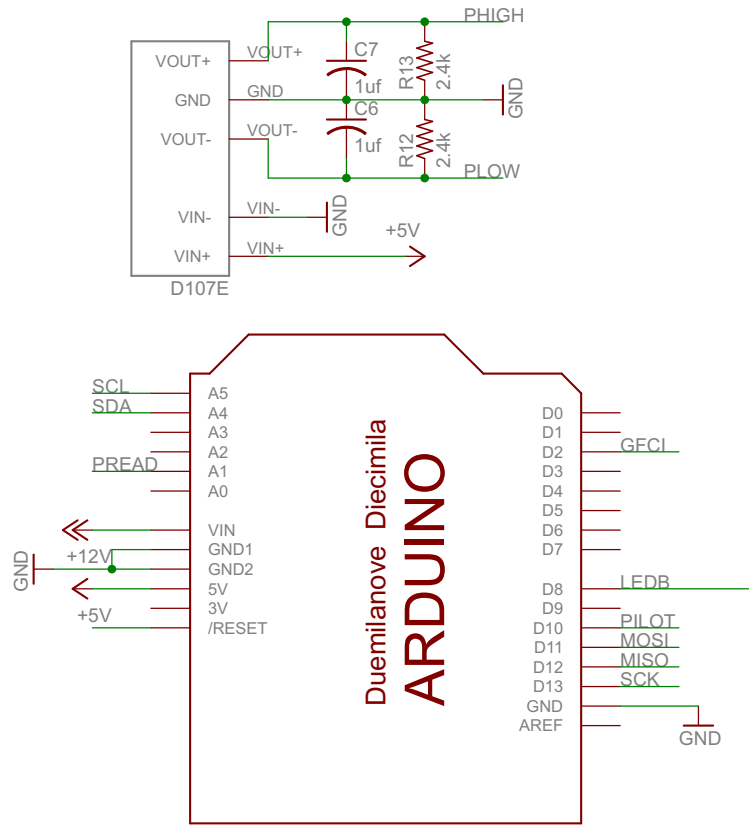 PHIGH
VOUT+ VOUT+ C7
1uf R13 2.4k
GND GND GND
C6
VOUT- VOUT- 1uf R12 2.4k
PLOW
VIN- VIN- GND
+5V
VIN+ VIN+
D107E
SCL A5
SDA A4 D0
A3 D1
A2 D2 GFCI
PREAD A1 D3
A0 D4
D5
VIN D6
+12V GND1 D7
GND GND2
5V D8 LEDB
3V D9
+5V /RESET D10 PILOT
D11 MOSI
D12 MISO
D13 SCK
GND
AREF GND
Duemilanove Diecimila
ARDUINO